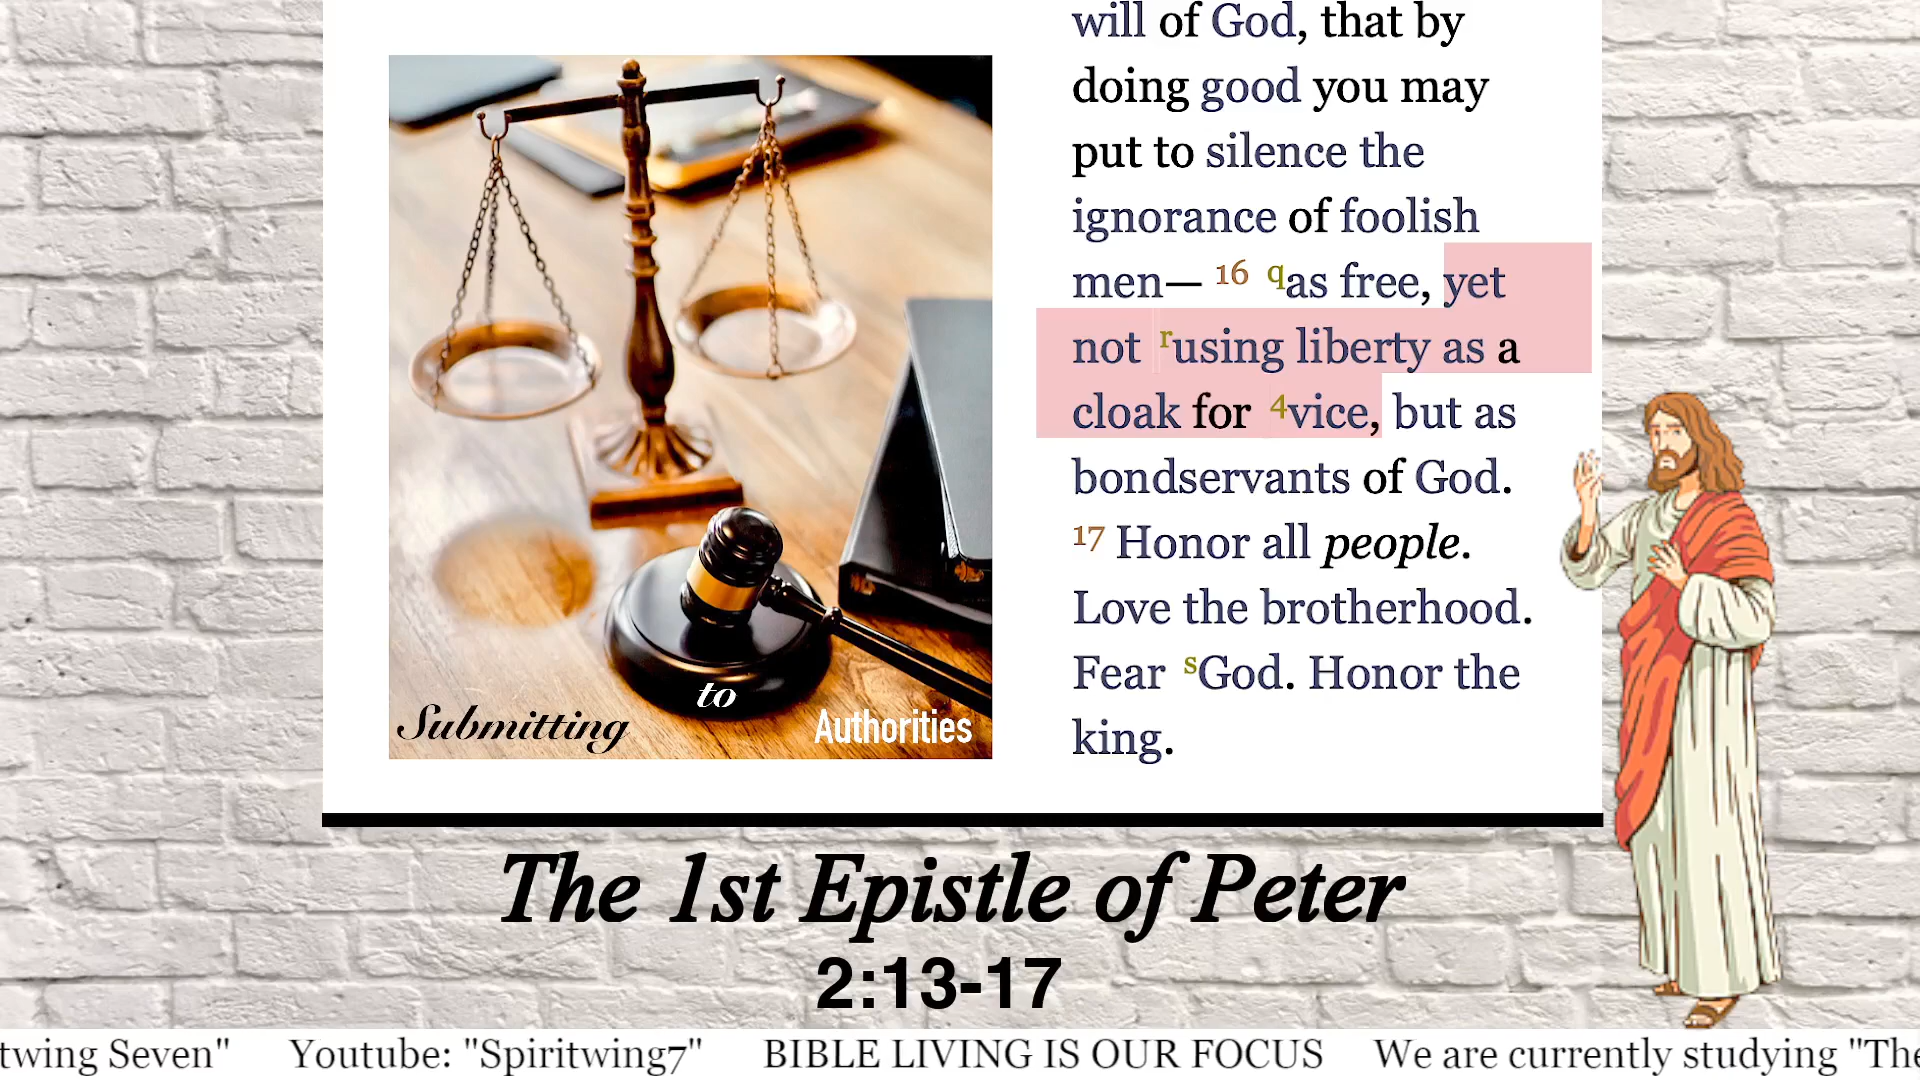 will of God, that by
doing good you may
put to silence the
ignorance of foolish
men— 16 qas free, yet
not rusing liberty as a
cloak for 4vice, but as
bondservants of God.
17 Honor all people.
Love the brotherhood.
Fear sGod. Honor the
king.
Submitting to Authorities
The 1st Epistle of Peter
2:13-17
twing Seven" Youtube: "Spiritwing7" BIBLE LIVING IS OUR FOCUS We are currently studying "The